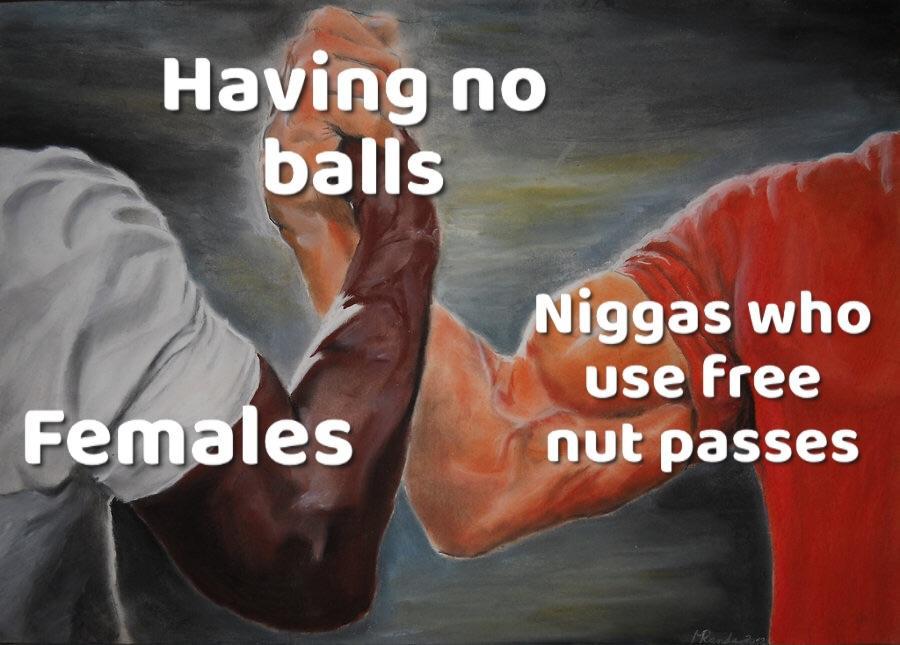 Having no
balls
Niggas who
use free
nut passes
Females